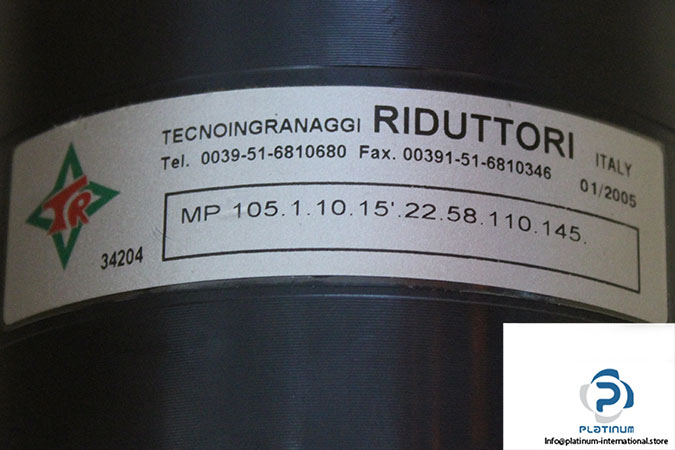 TECNOINGRANAGGI RIDUTTORI ITALY
Tel. 0039-51-6810680 Fax. 00391-51-6810346 01/2005
TR
MP 105.1.10.15'.22.58.110.145.
34204
PLATINUM
Info@platinum-international.store